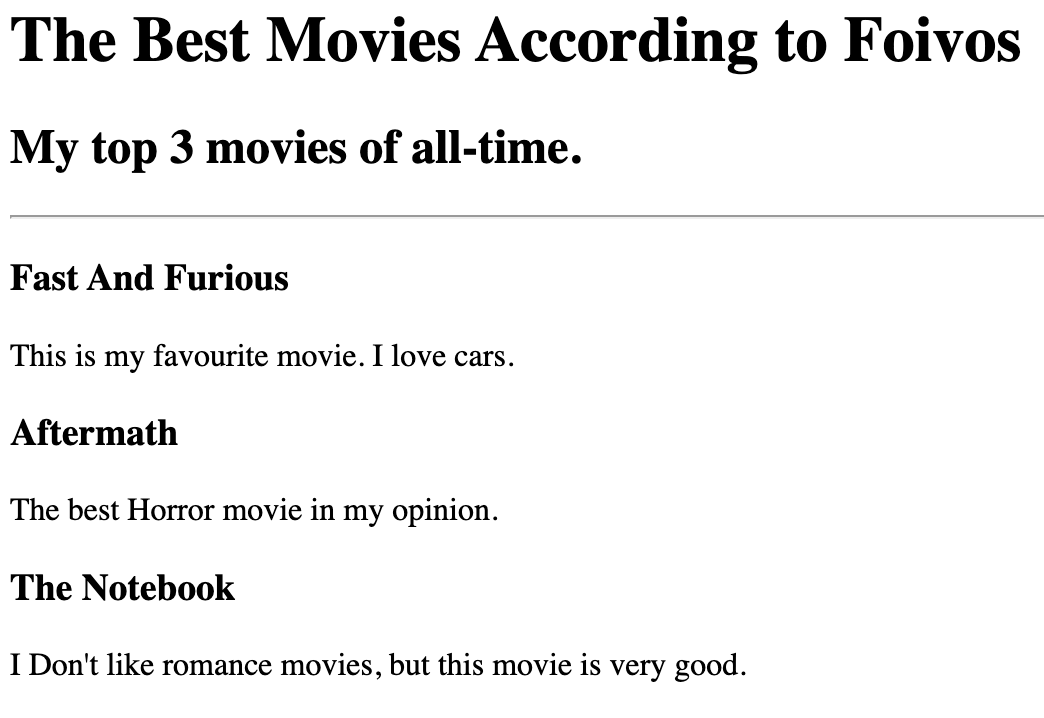 The Best Movies According to Foivos
My top 3 movies of all-time.
Fast And Furious
This is my favourite movie. I love cars.
Aftermath
The best Horror movie in my opinion.
The Notebook
I Don't like romance movies, but this movie is very good.